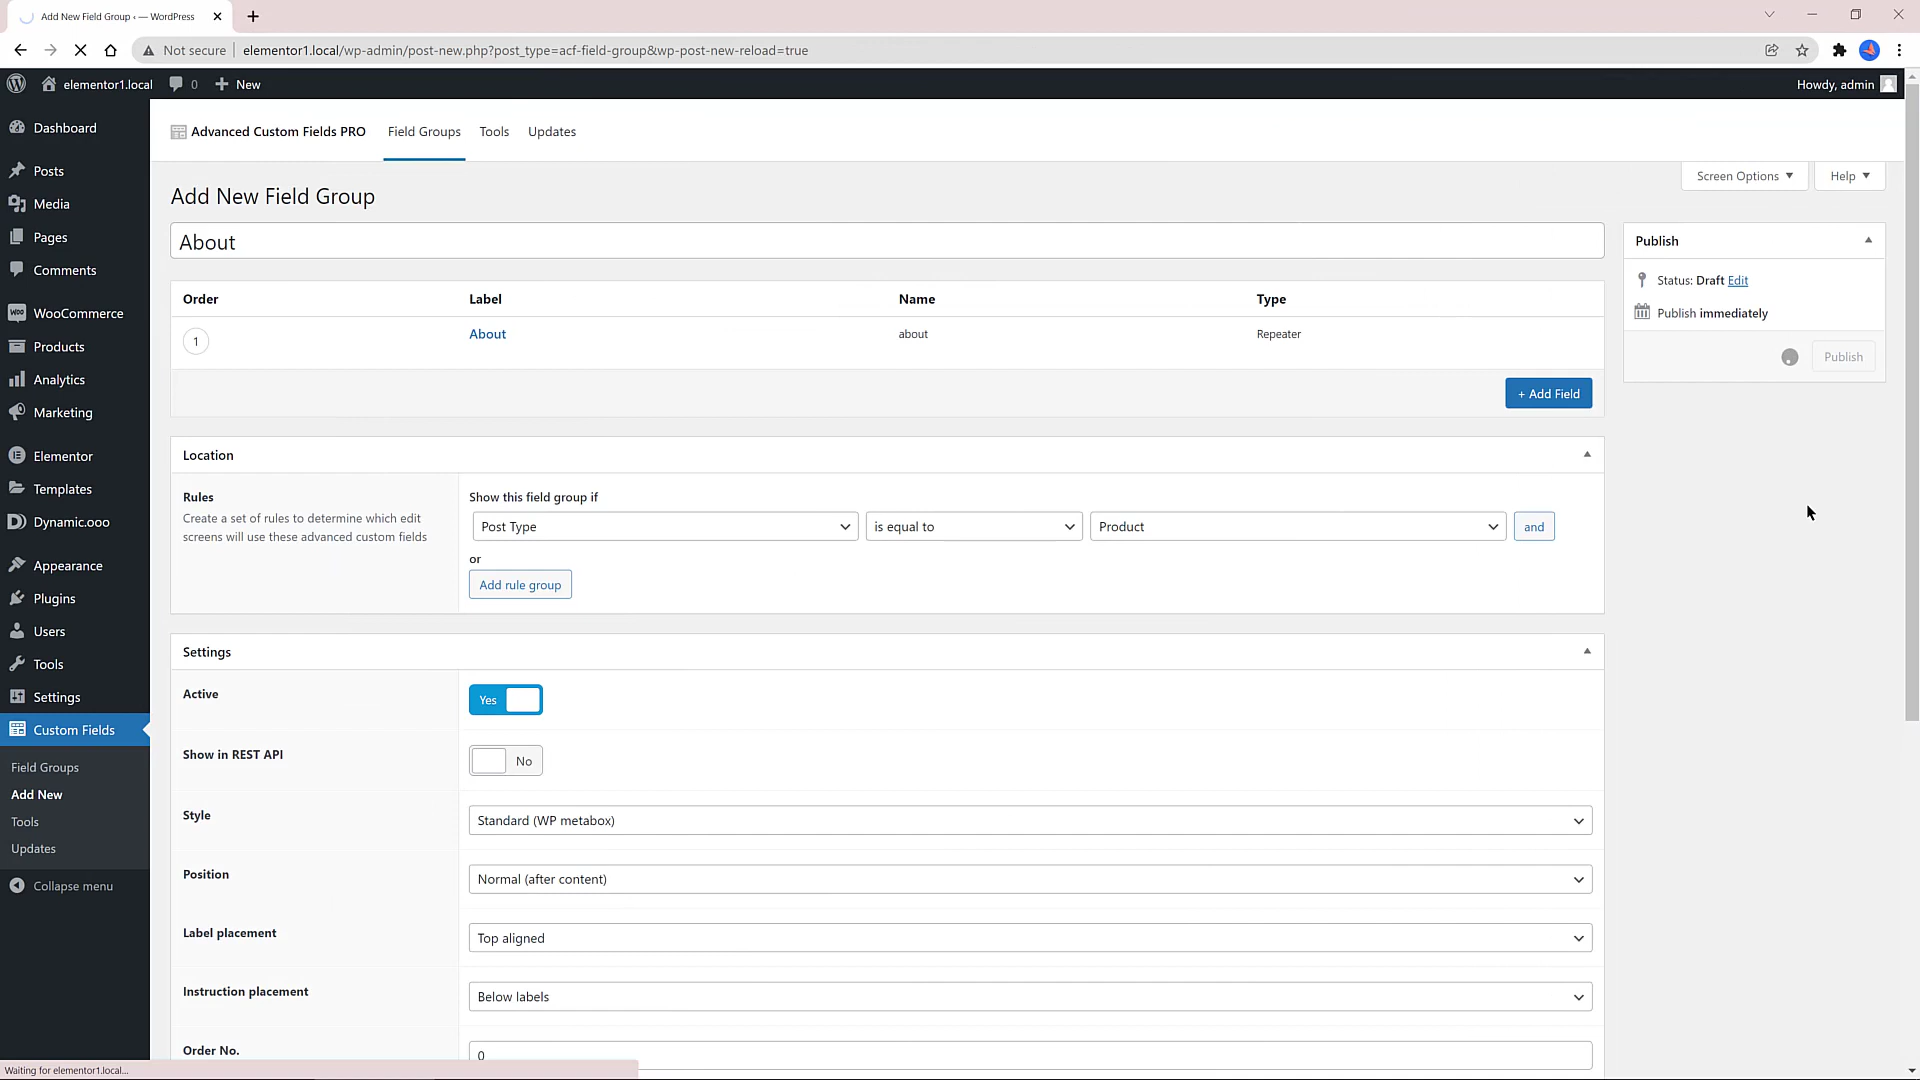 Add New Field Group ‹ — WordPress
Not secure elementor1.local/wp-admin/post-new.php?post_type=acf-field-group&wp-post-new-reload=true
elementor1.local 0 New Howdy, admin
Dashboard
Posts
Media
Pages
Comments
WooCommerce
Products
Analytics
Marketing
Elementor
Templates
Dynamic.ooo
Appearance
Plugins
Users
Tools
Settings
Custom Fields
Field Groups
Add New
Tools
Updates
Collapse menu
Advanced Custom Fields PRO Field Groups Tools Updates
Screen Options Help
Add New Field Group
About
Order Label Name Type
1 About about Repeater
+ Add Field
Publish
Status: Draft Edit
Publish immediately
Publish
Location
Rules
Create a set of rules to determine which edit
screens will use these advanced custom fields
Show this field group if
Post Type is equal to Product and
or
Add rule group
Settings
Active Yes
Show in REST API No
Style Standard (WP metabox)
Position Normal (after content)
Label placement Top aligned
Instruction placement Below labels
Order No. 0
Waiting for elementor1.local...